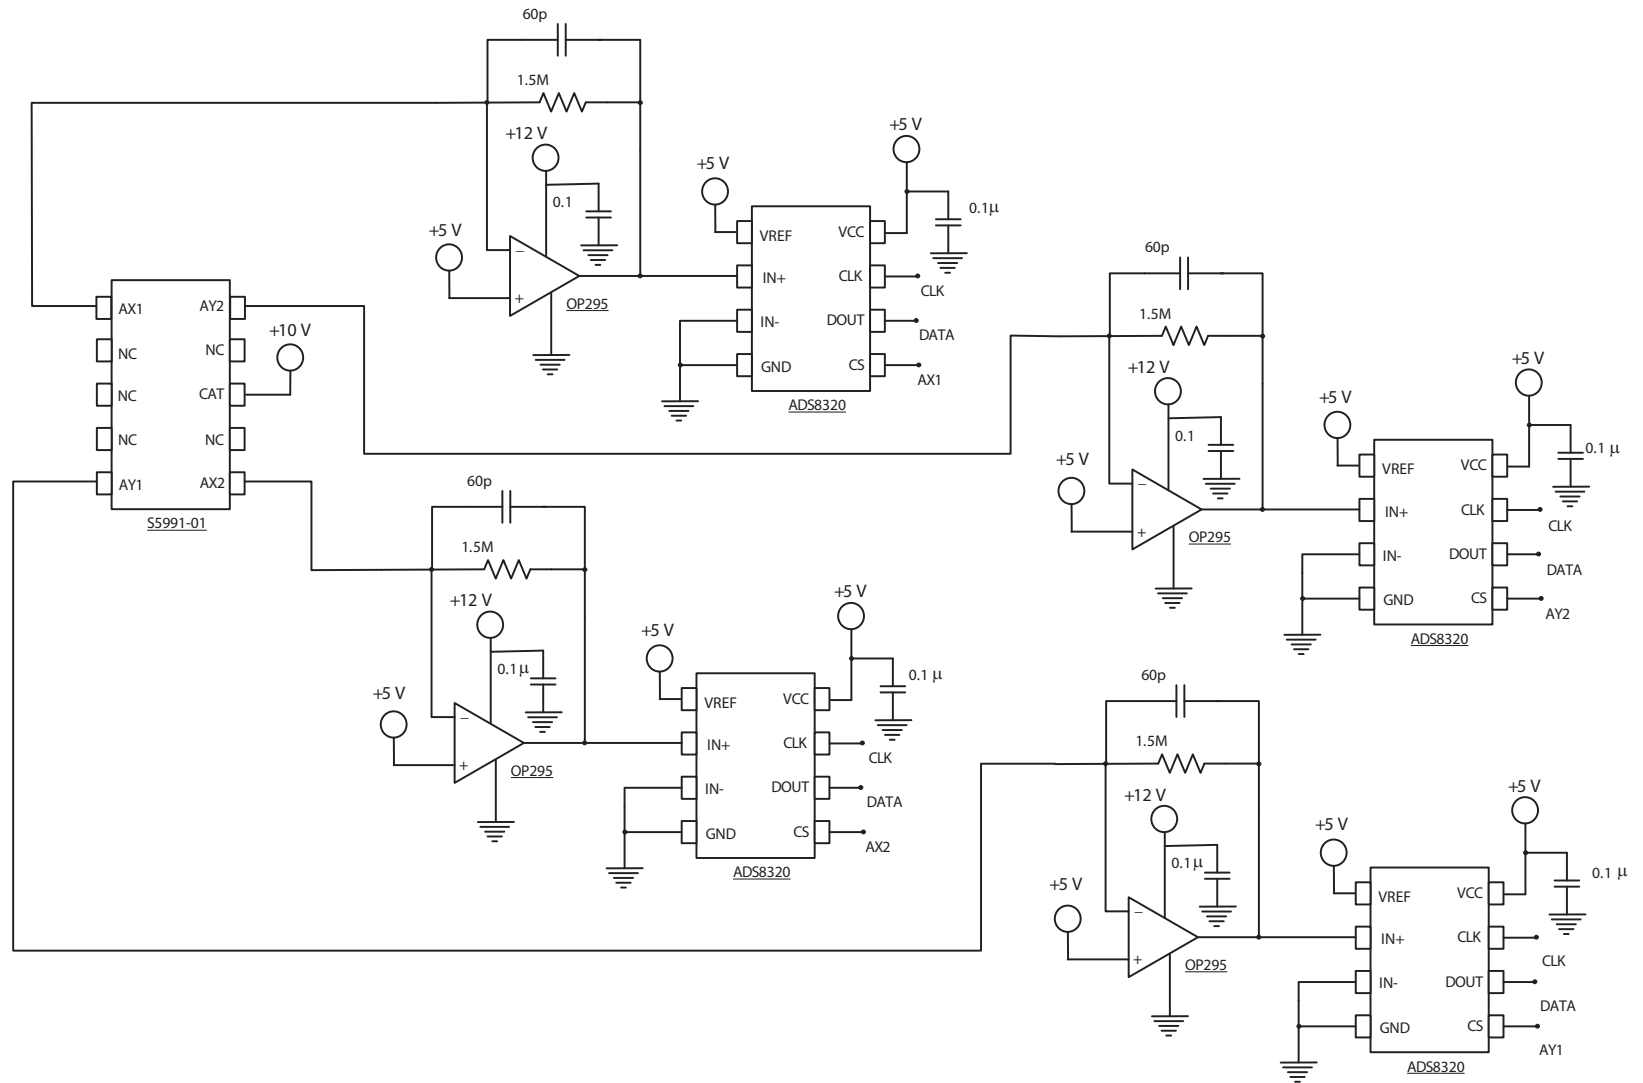 60p
1.5M
+12 V
0.1
+5 V
OP295
+5 V
+5 V
0.1µ
VREF
VCC
IN+
CLK
CLK
IN-
DOUT
DATA
GND
CS
AX1
ADS8320
AX1
AY2
+10 V
NC
NC
NC
CAT
NC
NC
AY1
AX2
S5991-01
60p
1.5M
+12 V
0.1
+5 V
OP295
+5 V
+5 V
0.1 µ
VREF
VCC
IN+
CLK
CLK
IN-
DOUT
DATA
GND
CS
AY2
ADS8320
60p
1.5M
+12 V
0.1 µ
+5 V
OP295
+5 V
+5 V
0.1 µ
VREF
VCC
IN+
CLK
CLK
IN-
DOUT
DATA
GND
CS
AX2
ADS8320
60p
1.5M
+12 V
0.1 µ
+5 V
OP295
+5 V
+5 V
0.1 µ
VREF
VCC
IN+
CLK
CLK
IN-
DOUT
DATA
GND
CS
AY1
ADS8320